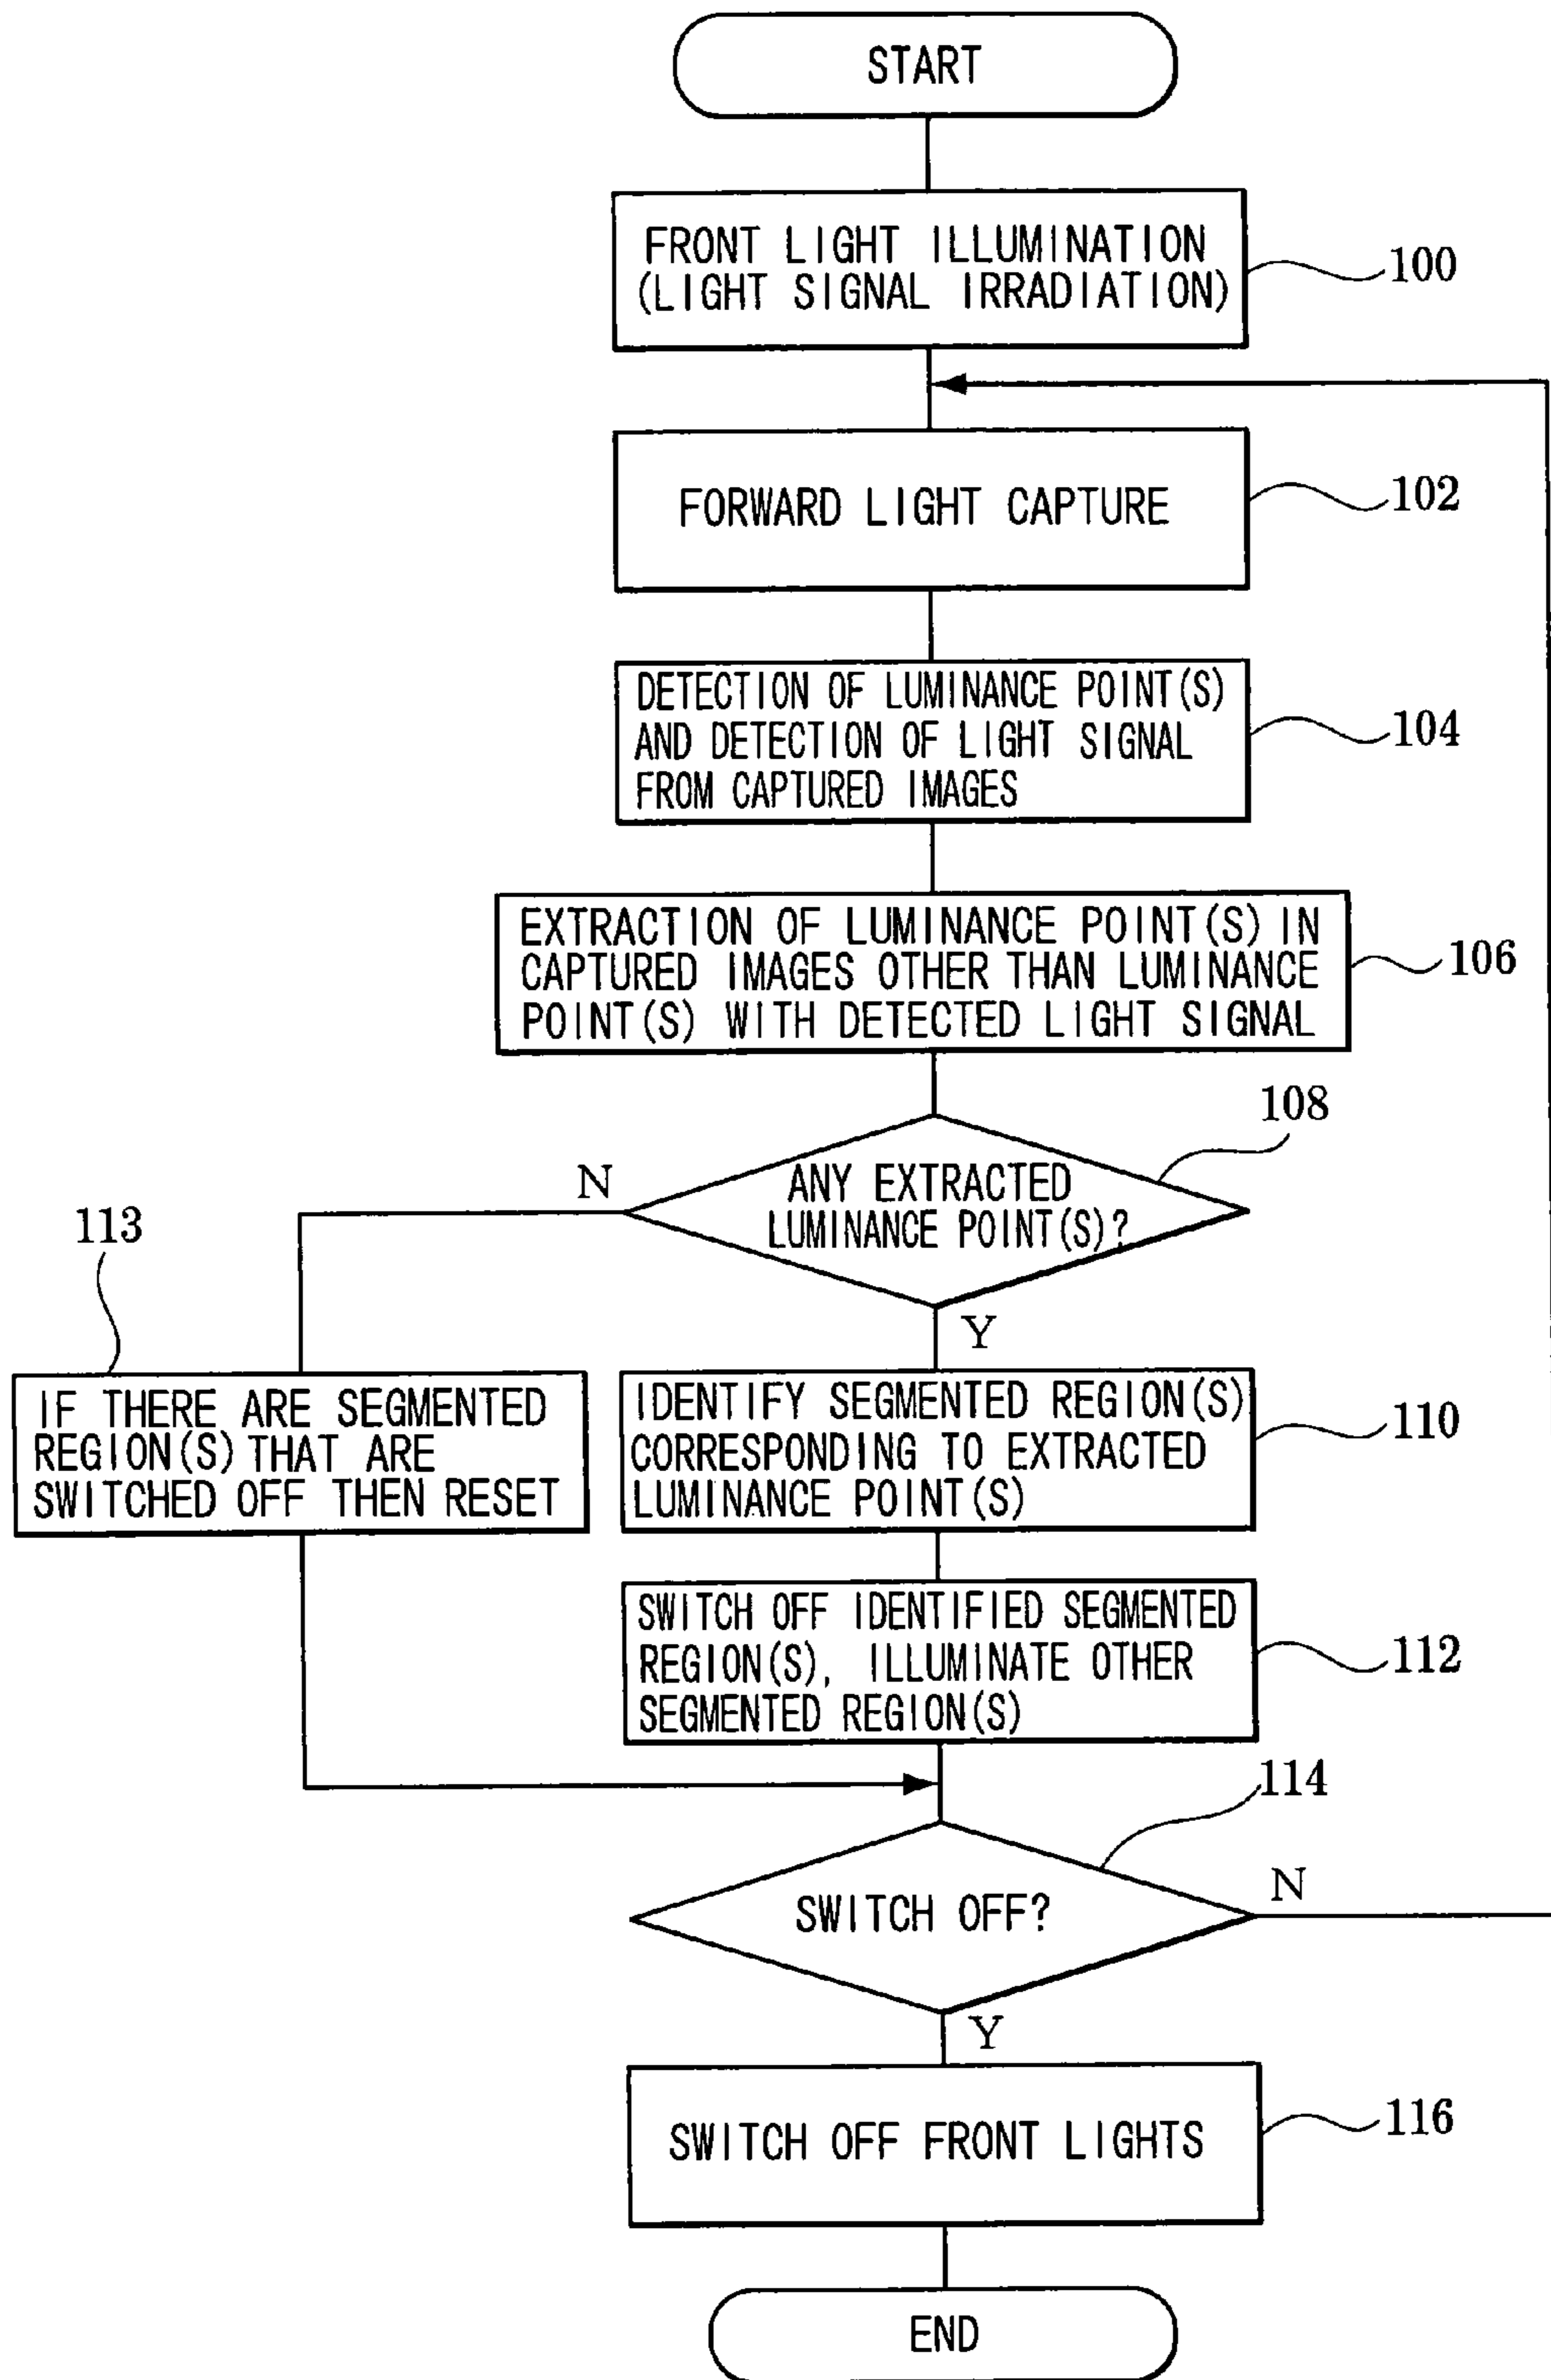 START
FRONT LIGHT ILLUMINATION
(LIGHT SIGNAL IRRADIATION)
100
FORWARD LIGHT CAPTURE
102
DETECTION OF LUMINANCE POINT(S)
AND DETECTION OF LIGHT SIGNAL
FROM CAPTURED IMAGES
104
EXTRACTION OF LUMINANCE POINT(S) IN
CAPTURED IMAGES OTHER THAN LUMINANCE
POINT(S) WITH DETECTED LIGHT SIGNAL
106
108
ANY EXTRACTED
LUMINANCE POINT(S)?
N
Y
113
IF THERE ARE SEGMENTED
REGION(S) THAT ARE
SWITCHED OFF THEN RESET
IDENTIFY SEGMENTED REGION(S)
CORRESPONDING TO EXTRACTED
LUMINANCE POINT(S)
110
SWITCH OFF IDENTIFIED SEGMENTED
REGION(S), ILLUMINATE OTHER
SEGMENTED REGION(S)
112
114
SWITCH OFF?
N
Y
SWITCH OFF FRONT LIGHTS
116
END